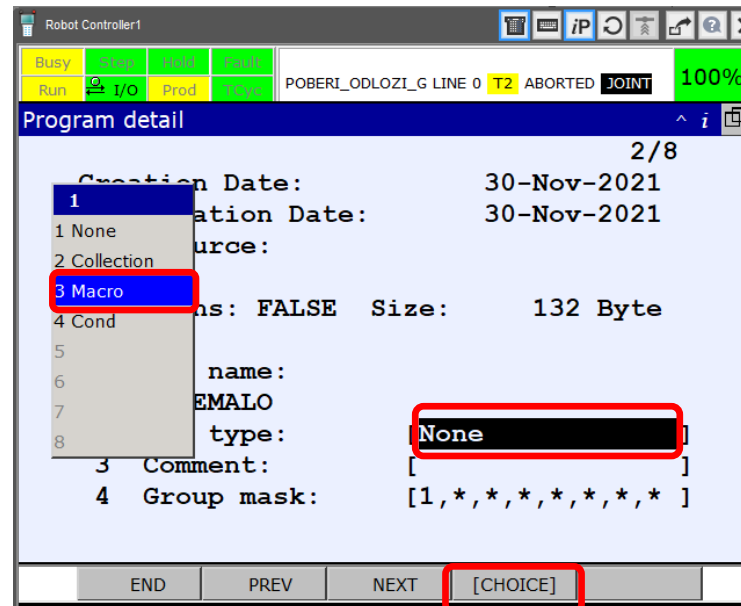 Robot Controller1
iP
Busy Step Hold Fault
Run I/O Prod TCyc
POBERI_ODLOZI_G LINE 0 T2 ABORTED JOINT
100%
Program detail
i
2/8
Creation Date: 30-Nov-2021
ation Date: 30-Nov-2021
urce:
s: FALSE Size: 132 Byte
name:
EMALO
type: [None ]
3 Comment: [ ]
4 Group mask: [1,*,*,*,*,*,*,* ]
1
1 None
2 Collection
3 Macro
4 Cond
5
6
7
8
END PREV NEXT [CHOICE]